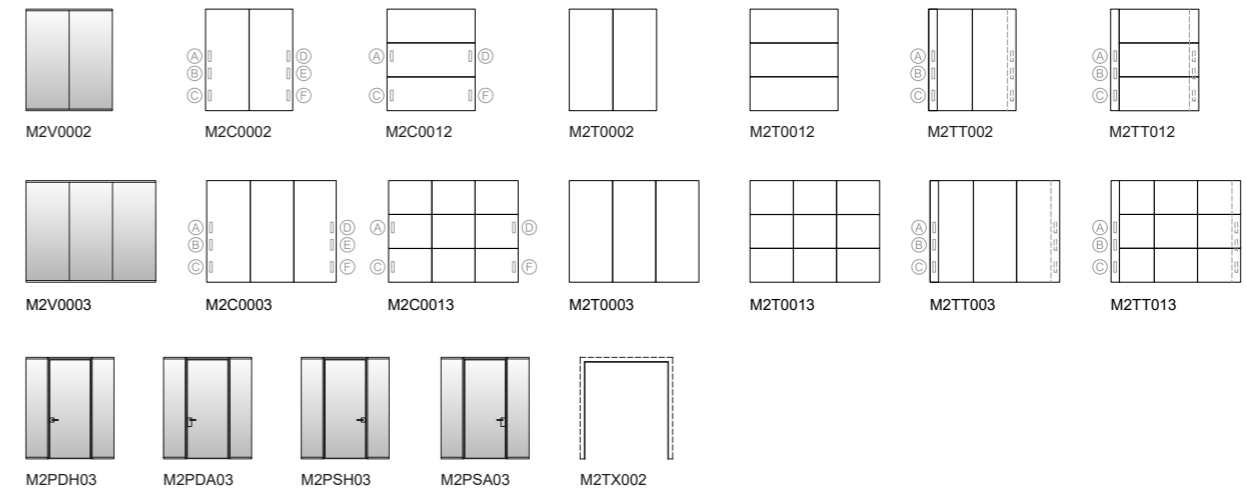 A D A D A A
B E B B
C F C F C C
M2V0002 M2C0002 M2C0012 M2T0002 M2T0012 M2TT002 M2TT012
A D A D A A
B E B B
C F C F C C
M2V0003 M2C0003 M2C0013 M2T0003 M2T0013 M2TT003 M2TT013
M2PDH03 M2PDA03 M2PSH03 M2PSA03 M2TX002